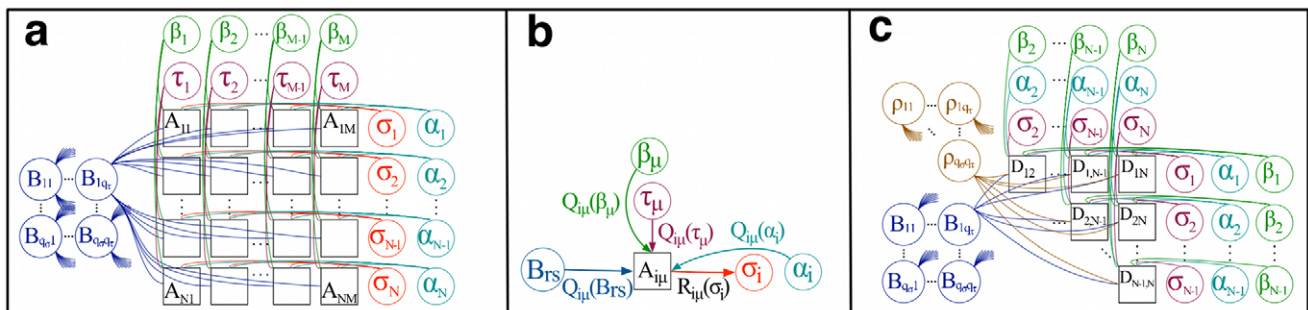 a
β1 β2 ... βM-1 βM
τ1 τ2 ... τM-1 τM
A11 ... A1M σ1 α1
σ2 α2
B11 ... B1qτ
Bqσ1 ... Bqσqτ
σN-1 αN-1
AN1 ANM σN αN
b
βμ
Qiμ(βμ) τμ
Qiμ(τμ) Qiμ(αi)
Brs Aiμ σi αi
Qiμ(Brs) Riμ(σi)
c
β2 ... βN-1 βN
α2 ... αN-1 αN
ρ11 ... ρ1qτ
σ2 ... σN-1 σN
ρqσqτ
D12 ... D1,N-1 D1N σ1 α1 β1
B11 ... B1qτ
D2N-1 D2N σ2 α2 β2
Bqσ1 ... Bqσqτ
DN-1,N σN-1 αN-1 βN-1